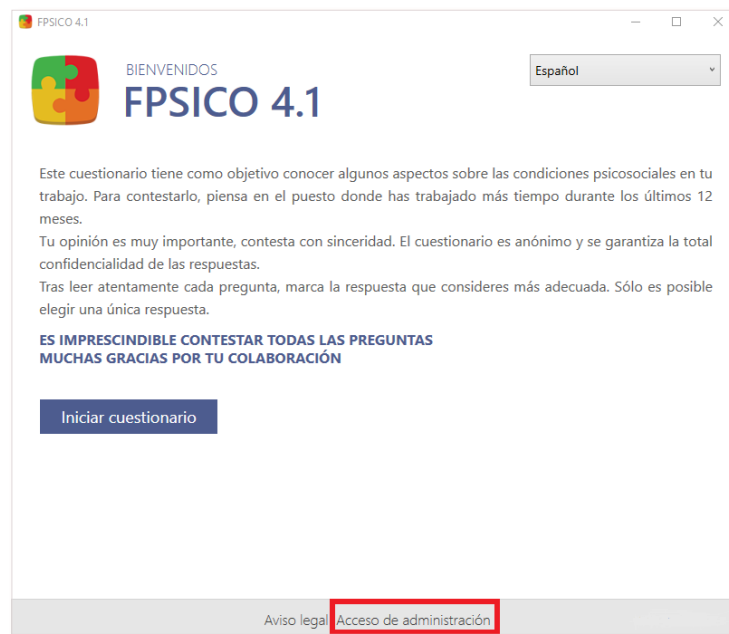 FPSICO 4.1
BIENVENIDOS
Español
FPSICO 4.1
Este cuestionario tiene como objetivo conocer algunos aspectos sobre las condiciones psicosociales en tu
trabajo. Para contestarlo, piensa en el puesto donde has trabajado más tiempo durante los últimos 12
meses.
Tu opinión es muy importante, contesta con sinceridad. El cuestionario es anónimo y se garantiza la total
confidencialidad de las respuestas.
Tras leer atentamente cada pregunta, marca la respuesta que consideres más adecuada. Sólo es posible
elegir una única respuesta.
ES IMPRESCINDIBLE CONTESTAR TODAS LAS PREGUNTAS
MUCHAS GRACIAS POR TU COLABORACIÓN
Iniciar cuestionario
Aviso legal Acceso de administración